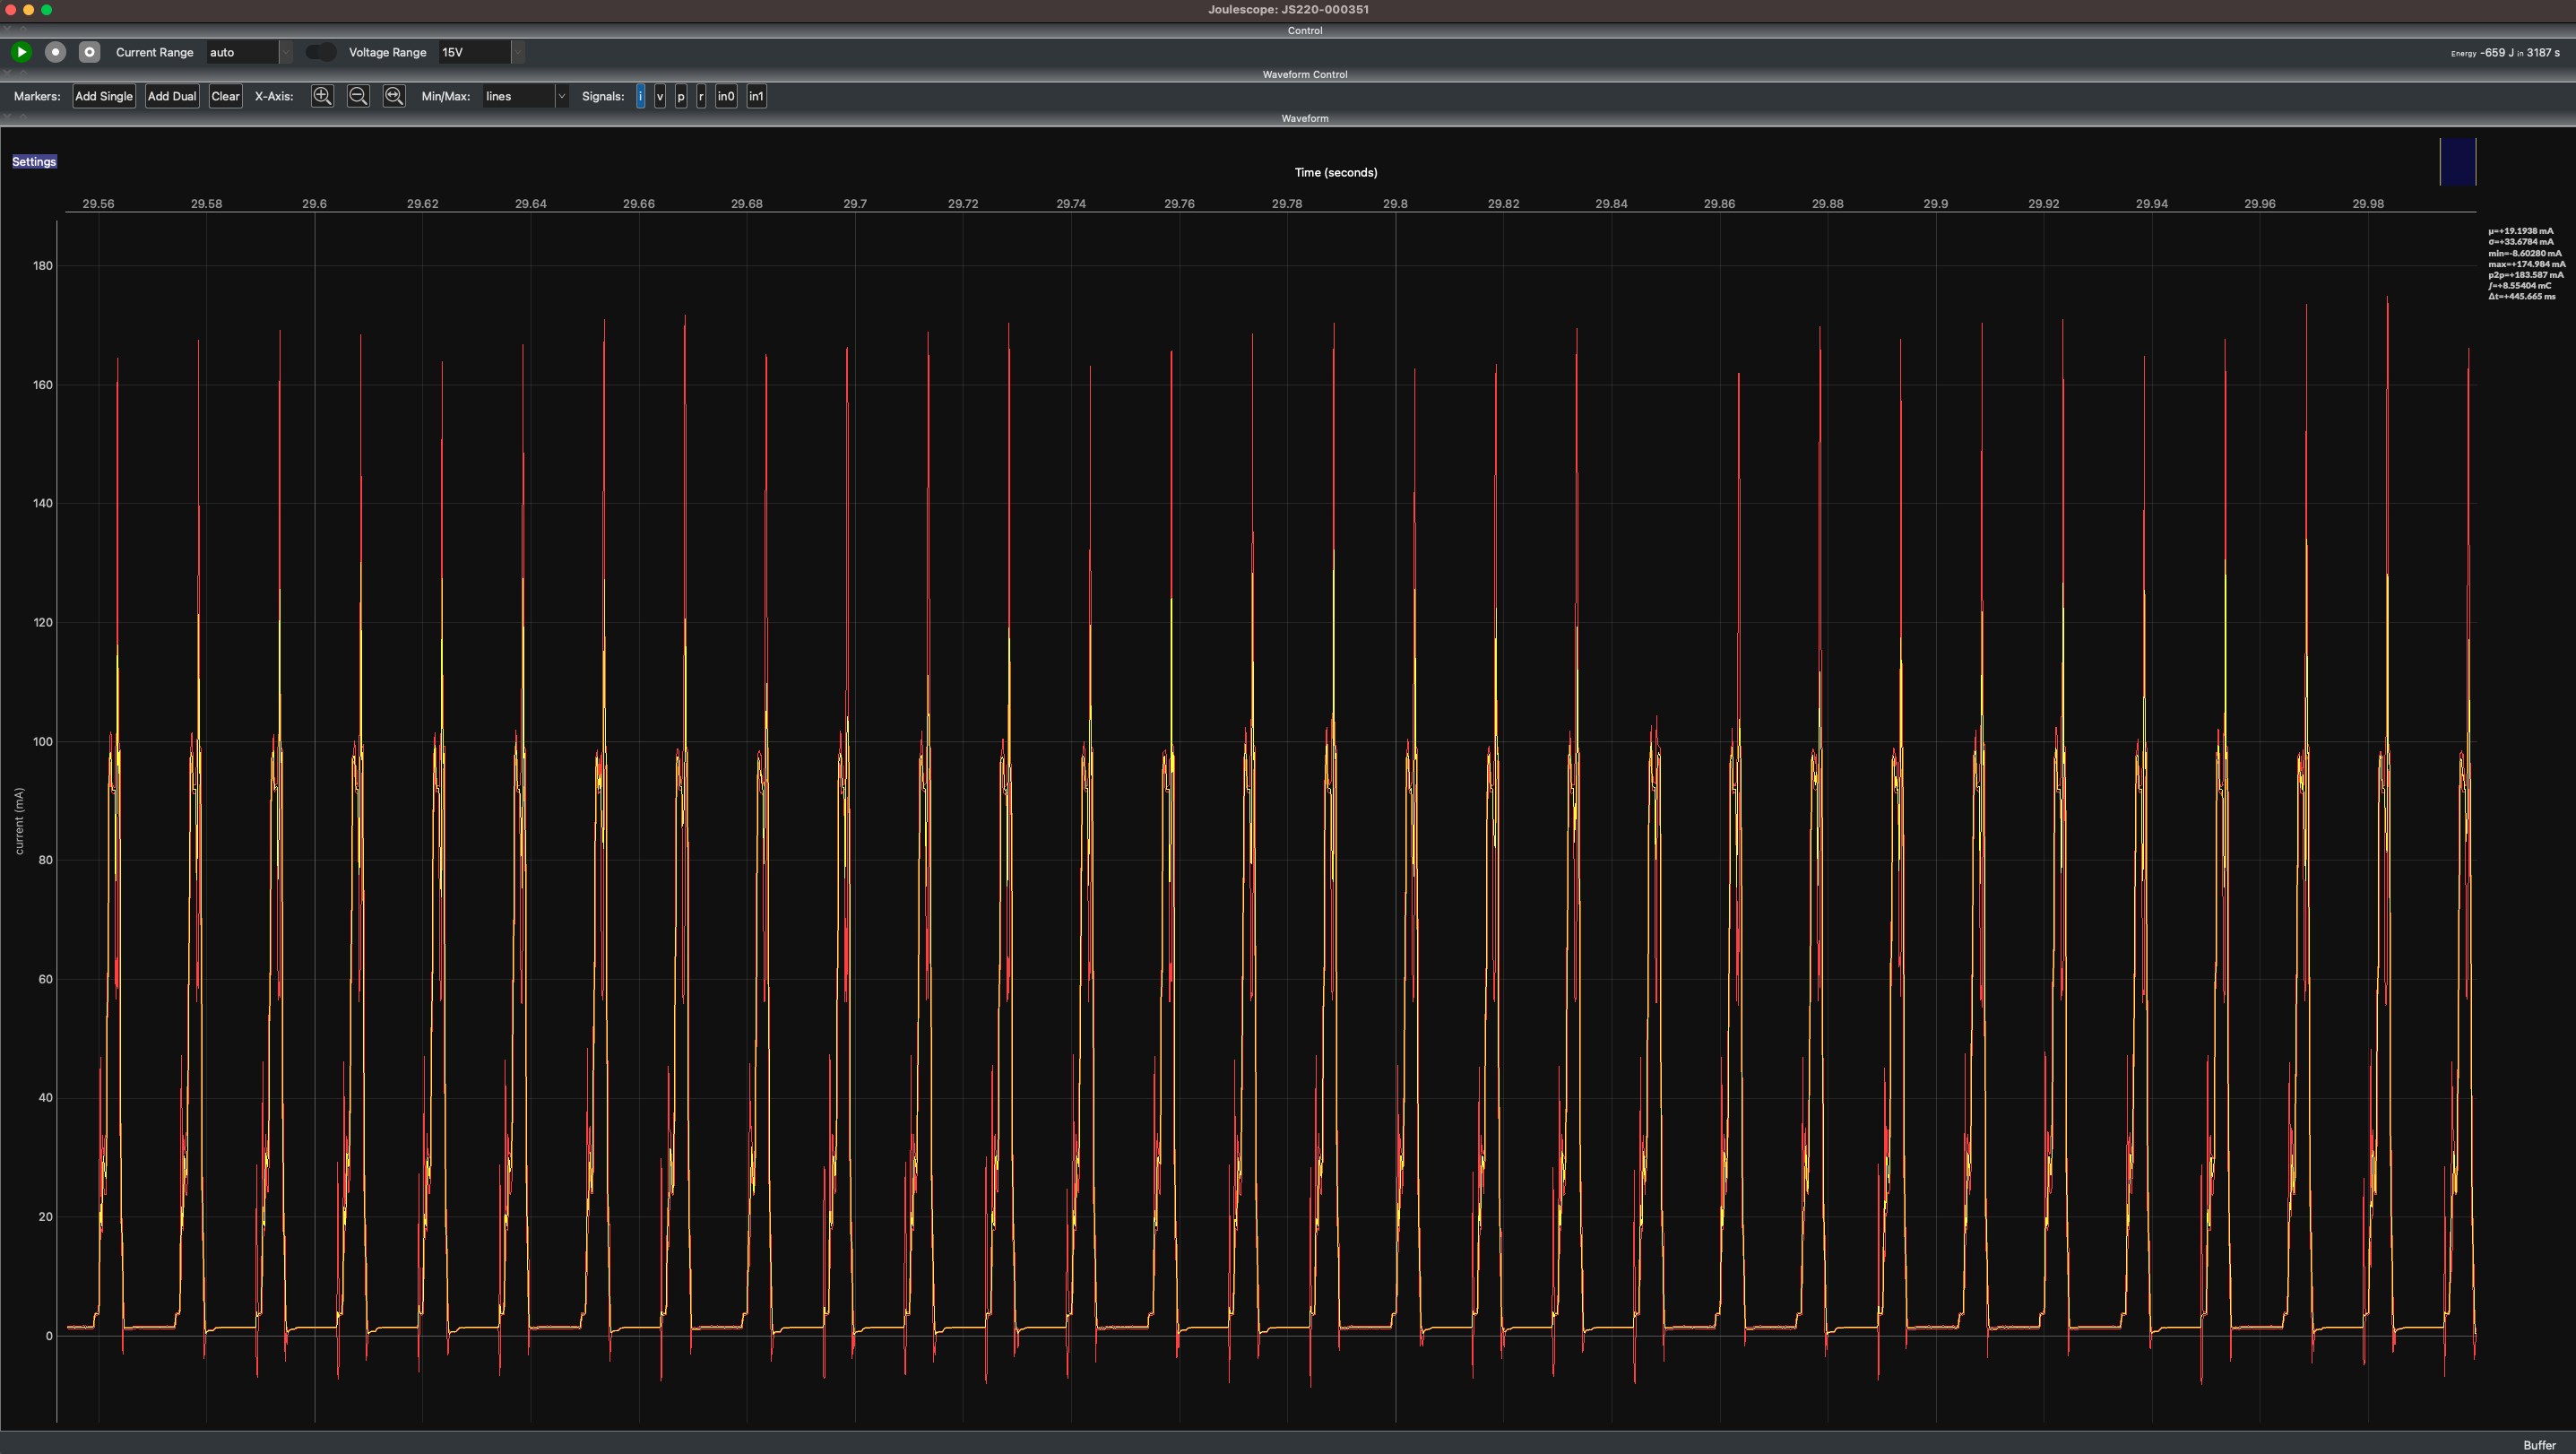 Joulescope: JS220-000351
Control
Current Range auto Voltage Range 15V Energy -659 J in 3187 s
Waveform Control
Markers: Add Single Add Dual Clear X-Axis: Min/Max: lines Signals: i v p r in0 in1
Waveform
Settings
Time (seconds)
29.56 29.58 29.6 29.62 29.64 29.66 29.68 29.7 29.72 29.74 29.76 29.78 29.8 29.82 29.84 29.86 29.88 29.9 29.92 29.94 29.96 29.98
µ=+19.1938 mA
σ=+33.6784 mA
min=-8.60280 mA
max=+174.984 mA
p2p=+183.587 mA
∫=+8.55404 mC
Δt=+445.665 ms
180
160
140
120
100
current (mA)
80
60
40
20
0
Buffer